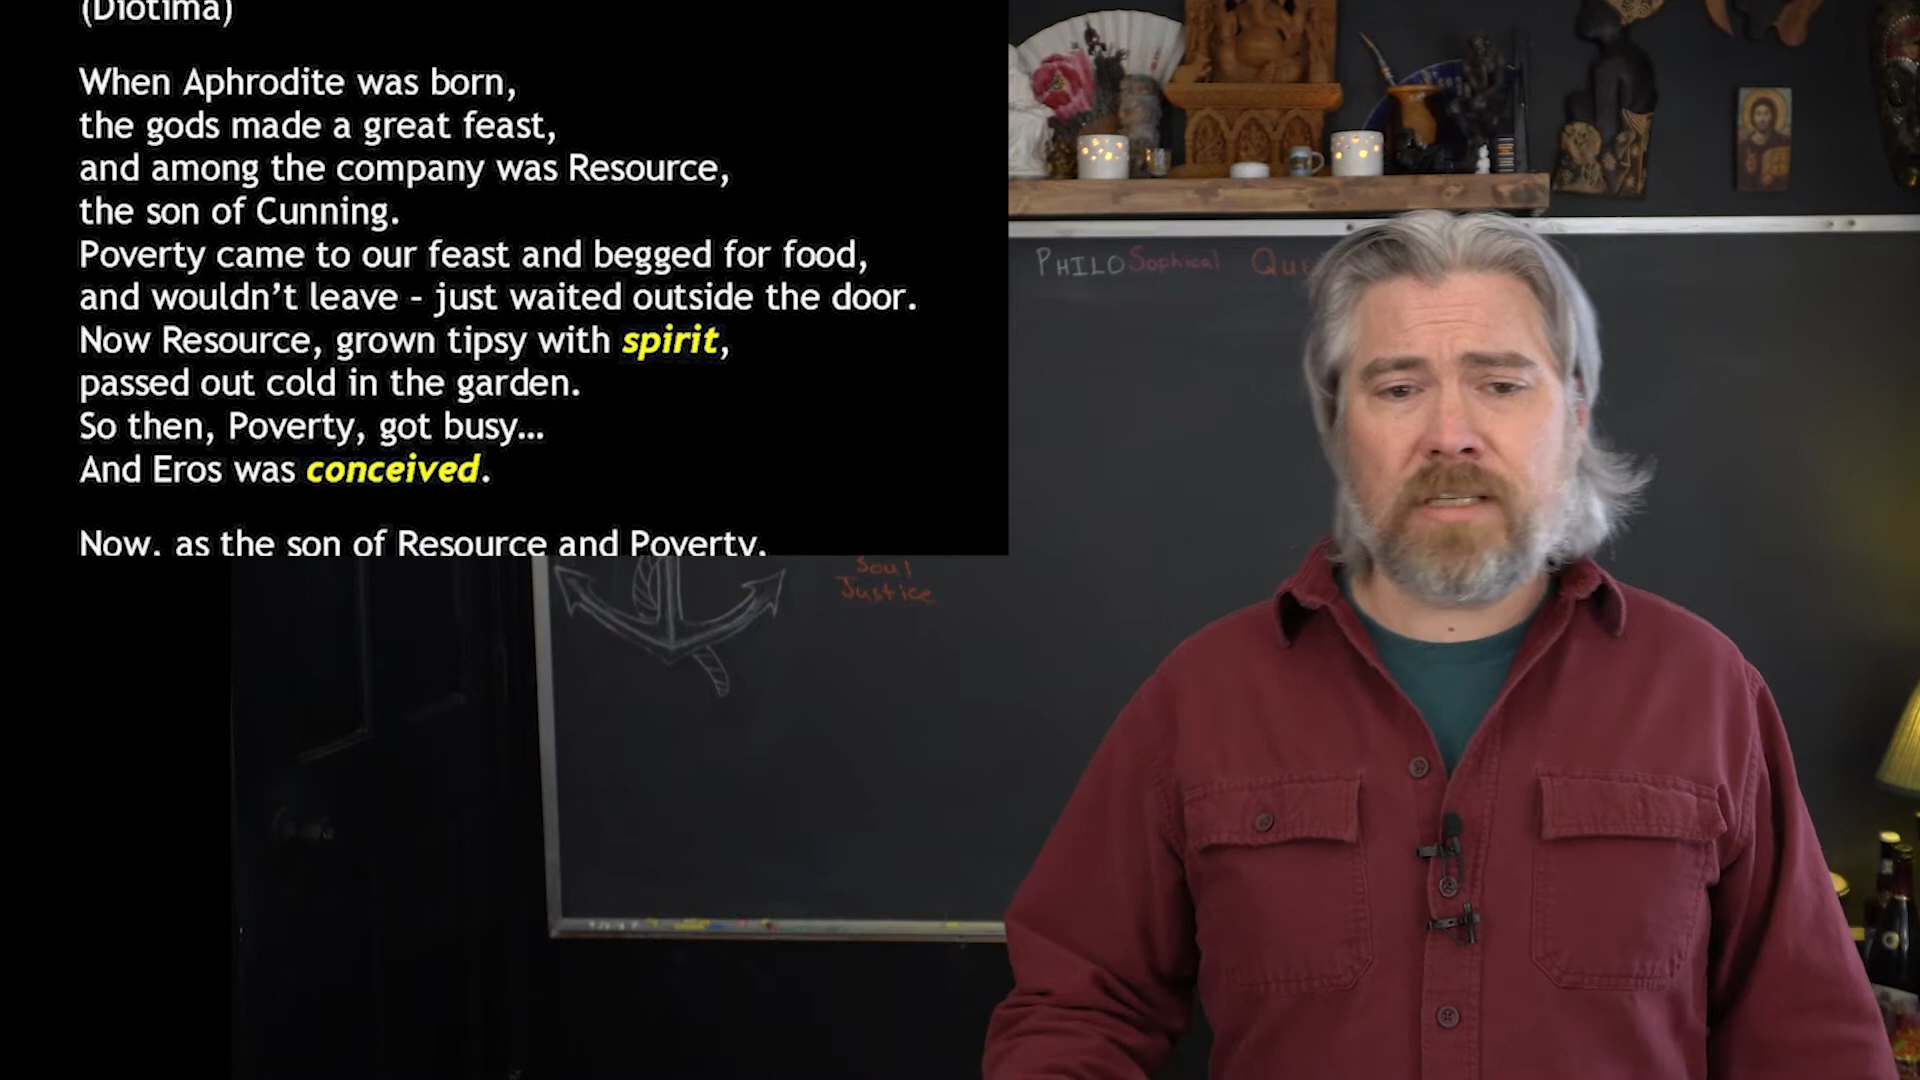 (Diotima)
When Aphrodite was born,
the gods made a great feast,
and among the company was Resource,
the son of Cunning.
Poverty came to our feast and begged for food,
and wouldn’t leave – just waited outside the door.
Now Resource, grown tipsy with spirit,
passed out cold in the garden.
So then, Poverty, got busy…
And Eros was conceived.
Now, as the son of Resource and Poverty,
PHILOSophical
Soul
Justice